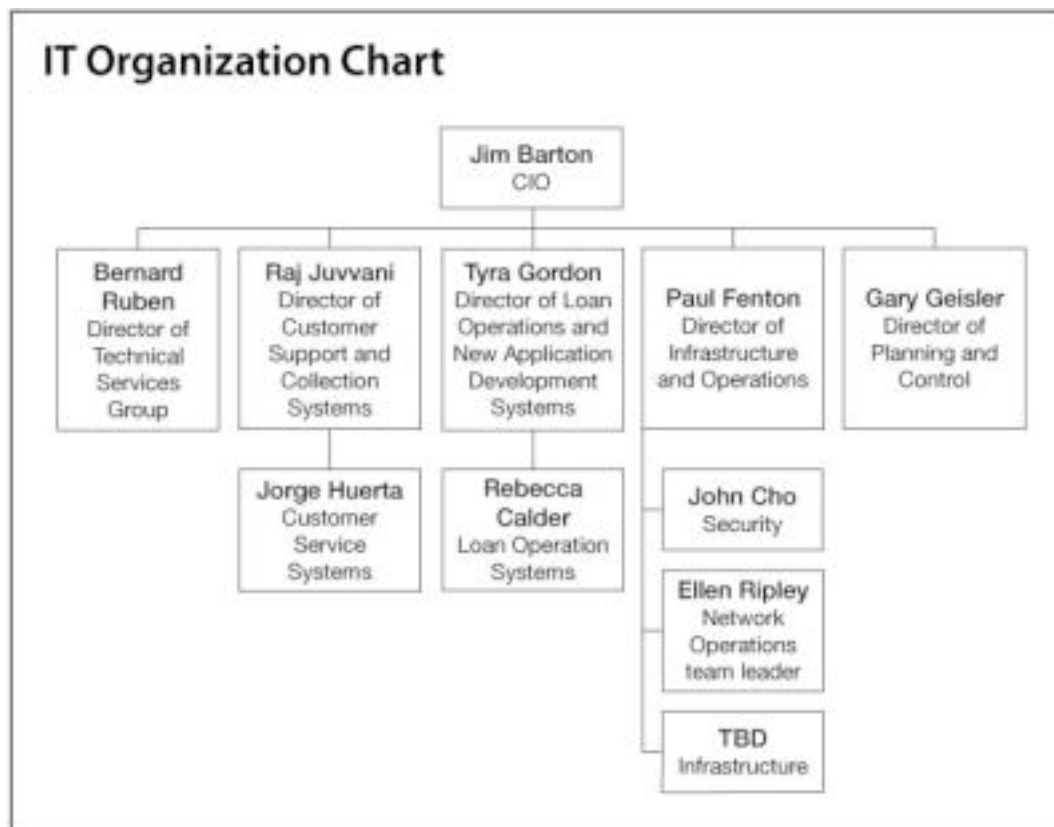 IT Organization Chart
Jim Barton
CIO
Bernard
Ruben
Director of
Technical
Services
Group
Raj Juvvani
Director of
Customer
Support and
Collection
Systems
Tyra Gordon
Director of Loan
Operations and
New Application
Development
Systems
Paul Fenton
Director of
Infrastructure
and Operations
Gary Geisler
Director of
Planning and
Control
Jorge Huerta
Customer
Service
Systems
Rebecca
Calder
Loan Operation
Systems
John Cho
Security
Ellen Ripley
Network
Operations
team leader
TBD
Infrastructure